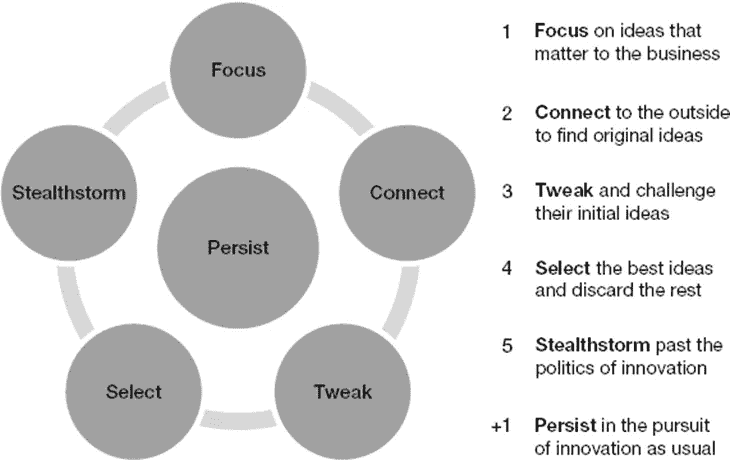 Focus
Stealthstorm
Connect
Persist
Select
Tweak
1 Focus on ideas that
matter to the business
2 Connect to the outside
to find original ideas
3 Tweak and challenge
their initial ideas
4 Select the best ideas
and discard the rest
5 Stealthstorm past the
politics of innovation
+1 Persist in the pursuit
of innovation as usual